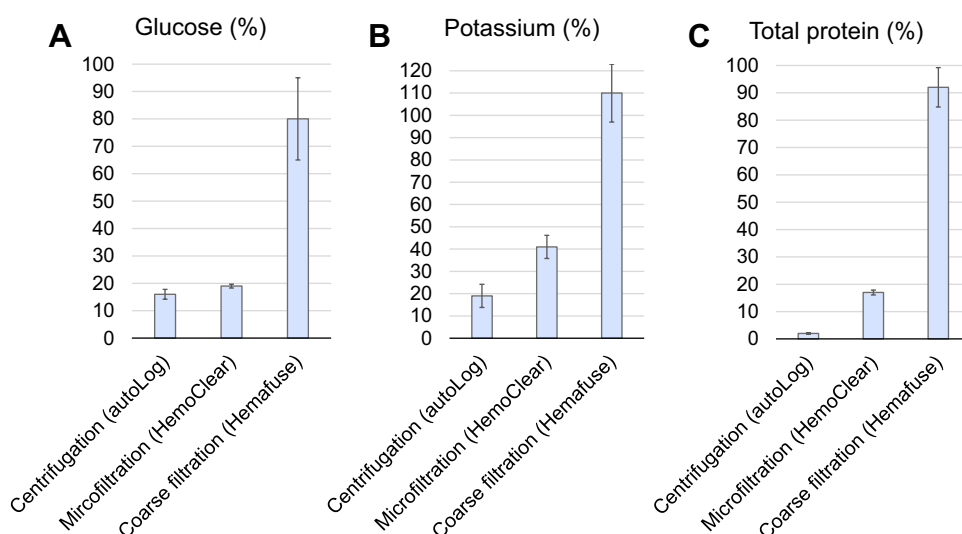 A
Glucose (%)
100
90
80
70
60
50
40
30
20
10
0
Centrifugation (autoLog)
Mircofiltration (HemoClear)
Coarse filtration (Hemafuse)
B
Potassium (%)
120
110
100
90
80
70
60
50
40
30
20
10
0
Centrifugation (autoLog)
Microfiltration (HemoClear)
Coarse filtration (Hemafuse)
C
Total protein (%)
100
90
80
70
60
50
40
30
20
10
0
Centrifugation (autoLog)
Microfiltration (HemoClear)
Coarse filtration (Hemafuse)